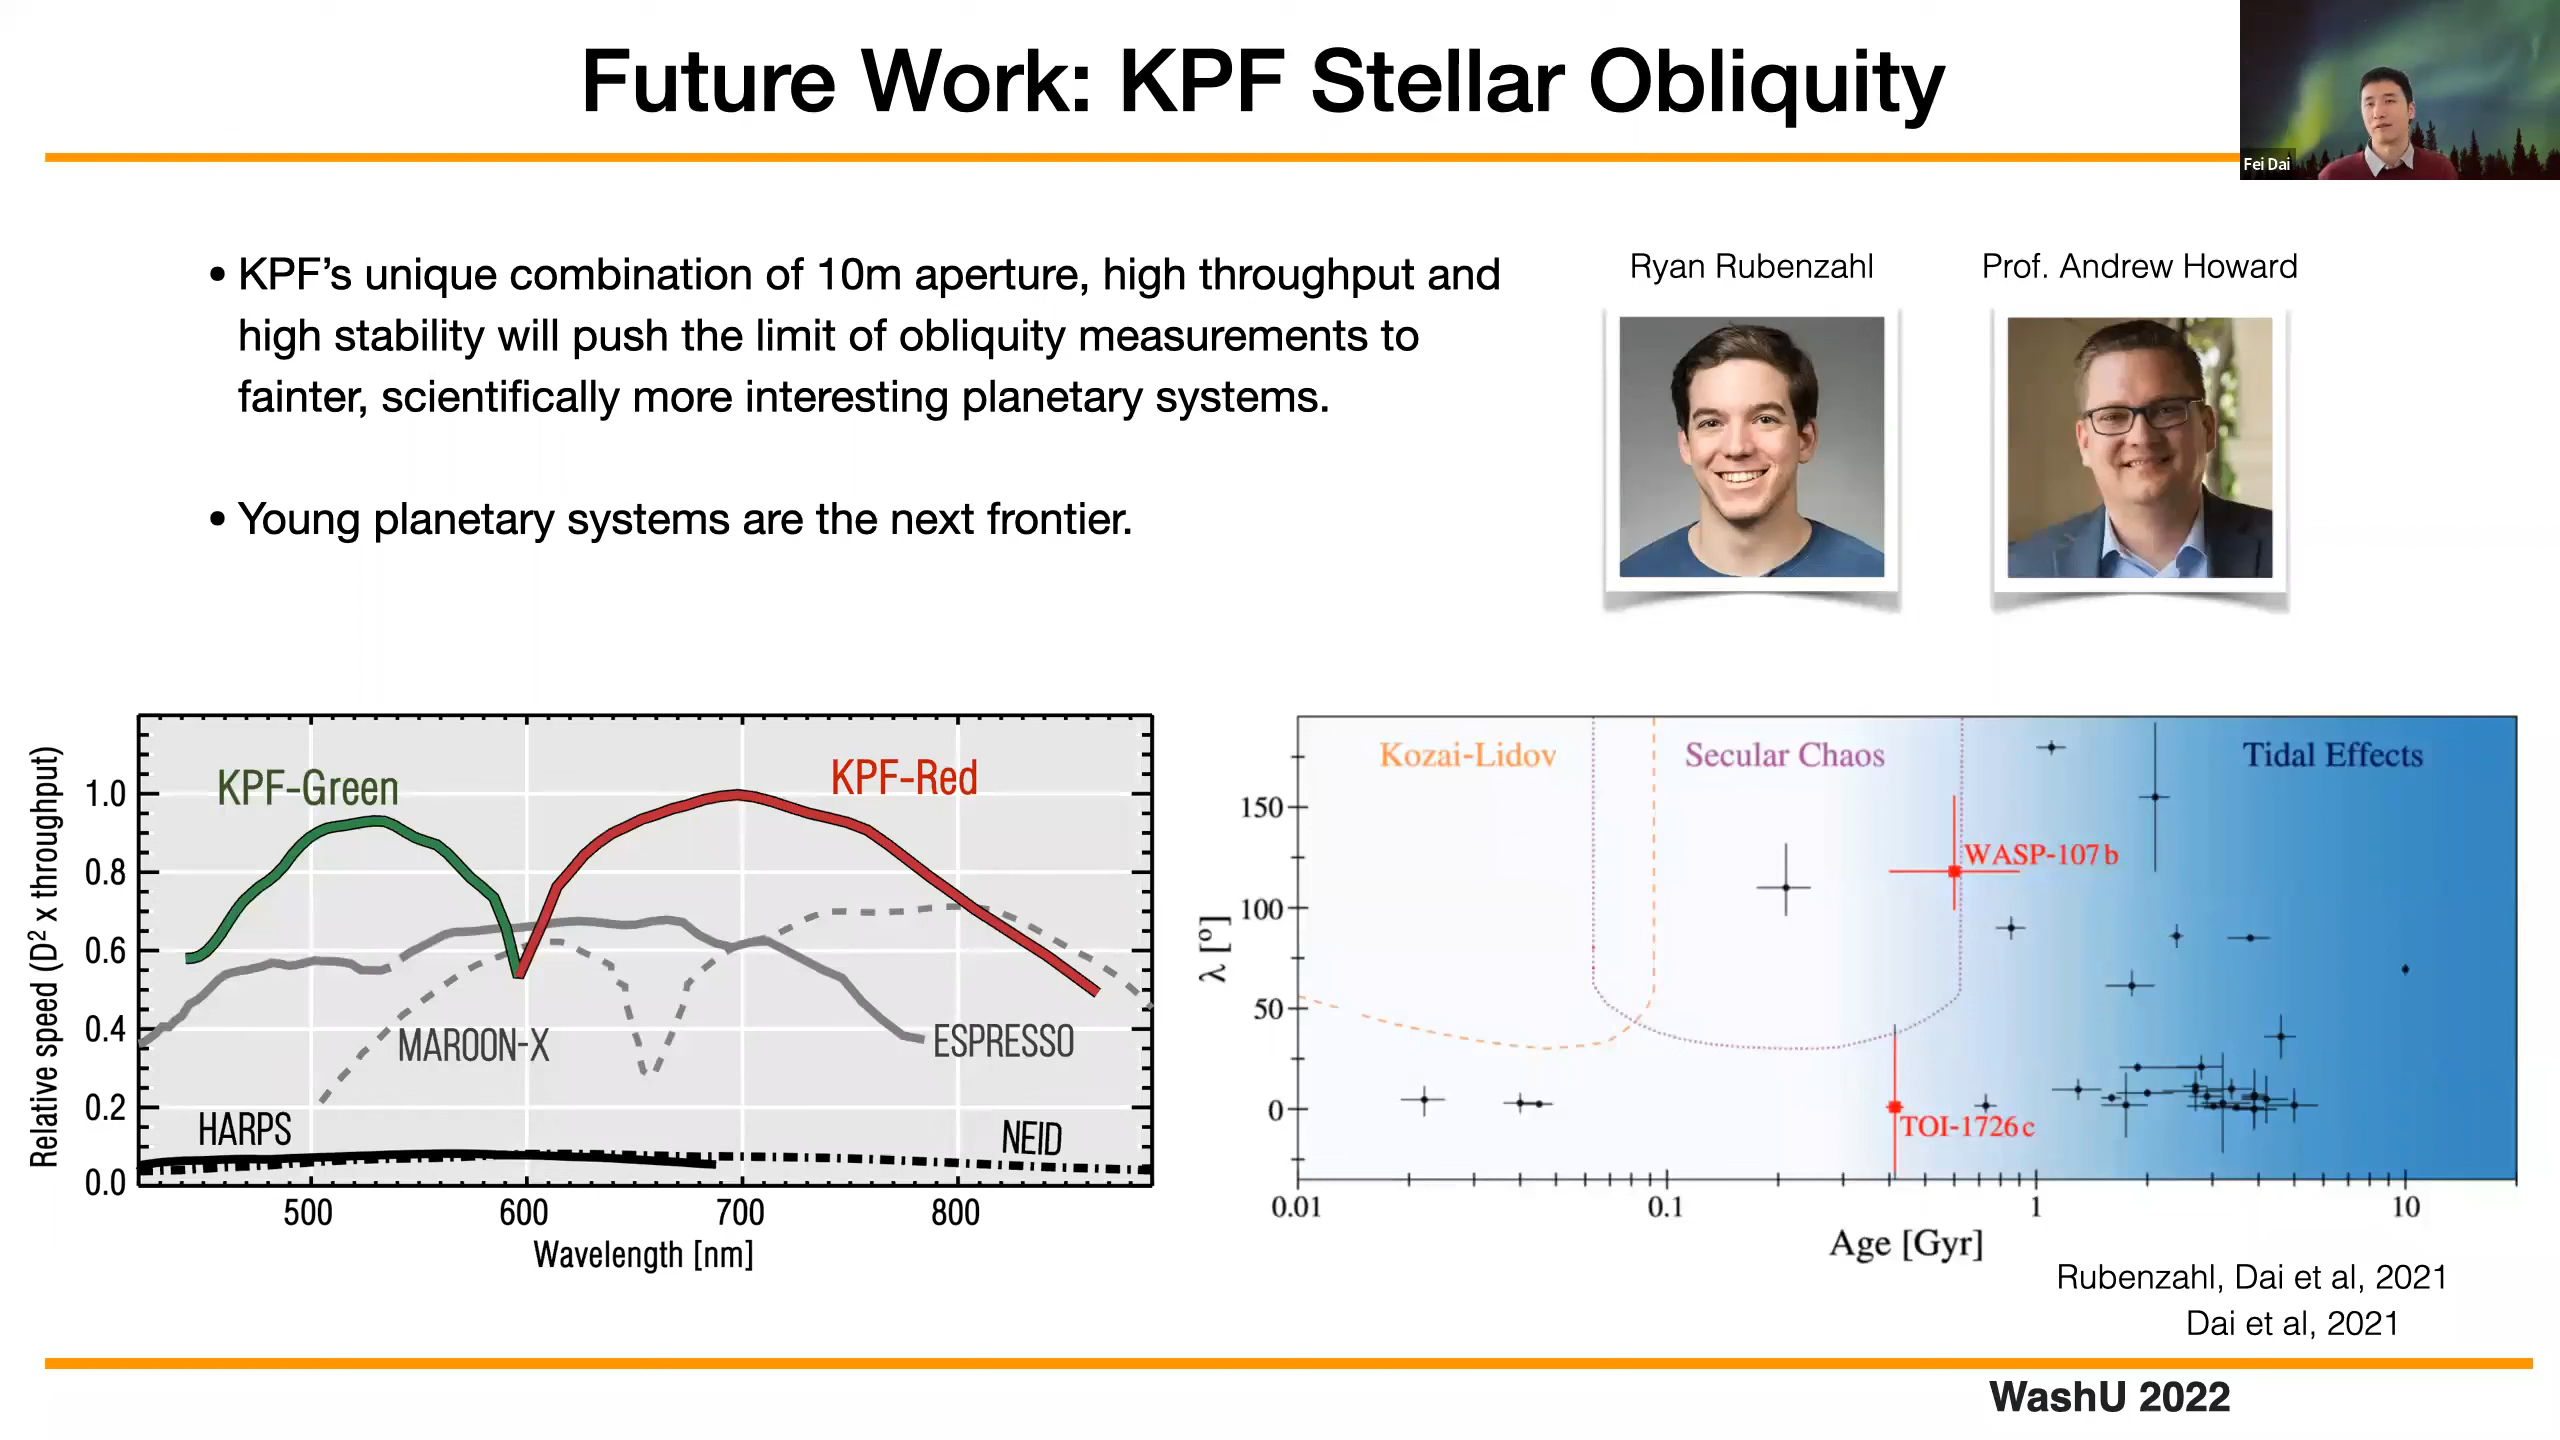 Future Work: KPF Stellar Obliquity
Fei Dai
• KPF's unique combination of 10m aperture, high throughput and
high stability will push the limit of obliquity measurements to
fainter, scientifically more interesting planetary systems.
• Young planetary systems are the next frontier.
Ryan Rubenzahl
Prof. Andrew Howard
Relative speed (D² x throughput)
1.0
0.8
0.6
0.4
0.2
0.0
KPF-Green
KPF-Red
MAROON-X
ESPRESSO
HARPS
NEID
500
600
700
800
Wavelength [nm]
λ [°]
150
100
50
0
Kozai-Lidov
Secular Chaos
Tidal Effects
WASP-107 b
TOI-1726 c
0.01
0.1
1
10
Age [Gyr]
Rubenzahl, Dai et al, 2021
Dai et al, 2021
WashU 2022